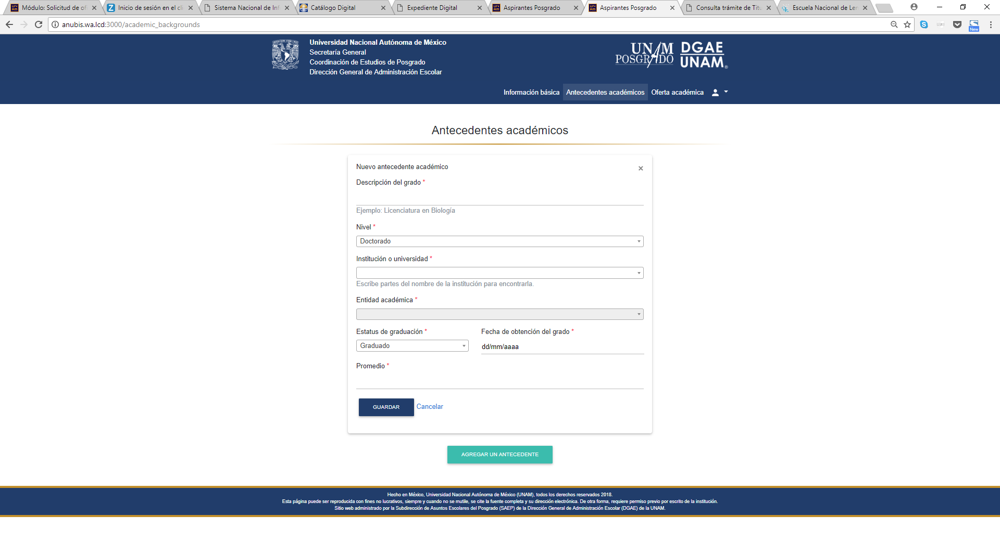 Módulo: Solicitud de of
Inicio de sesión en el cli
Sistema Nacional de Inf
Catálogo Digital
Expediente Digital
Aspirantes Posgrado
Aspirantes Posgrado
Consulta trámite de Titu
Escuela Nacional de Len
anubis.wa.lcd:3000/academic_backgrounds
New
Universidad Nacional Autónoma de México
Secretaría General
Coordinación de Estudios de Posgrado
Dirección General de Administración Escolar
UNAM
POSGRADO
DGAE
UNAM®
Información básica
Antecedentes académicos
Oferta académica
Antecedentes académicos
Nuevo antecedente académico
Descripción del grado *
Ejemplo: Licenciatura en Biología
Nivel *
Doctorado
Institución o universidad *
Escribe partes del nombre de la institución para encontrarla.
Entidad académica *
Estatus de graduación *
Fecha de obtención del grado *
Graduado
dd/mm/aaaa
Promedio *
GUARDAR
Cancelar
AGREGAR UN ANTECEDENTE
Hecho en México, Universidad Nacional Autónoma de México (UNAM), todos los derechos reservados 2018.
Esta página puede ser reproducida con fines no lucrativos, siempre y cuando no se mutile, se cite la fuente completa y su dirección electrónica. De otra forma, requiere permiso previo por escrito de la institución.
Sitio web administrado por la Subdirección de Asuntos Escolares del Posgrado (SAEP) de la Dirección General de Administración Escolar (DGAE) de la UNAM.